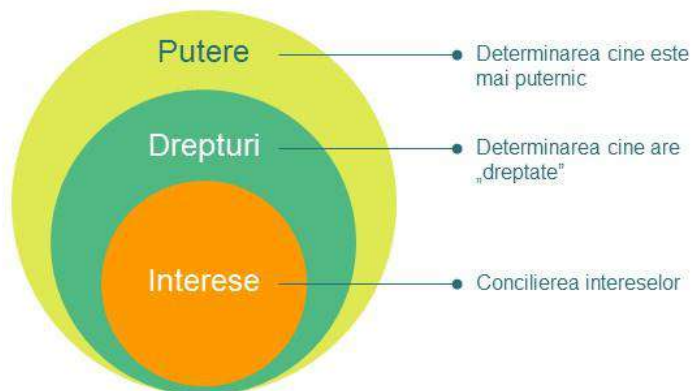 Putere
Determinarea cine este
mai puternic
Drepturi
Determinarea cine are
„dreptate”
Interese
Concilierea intereselor